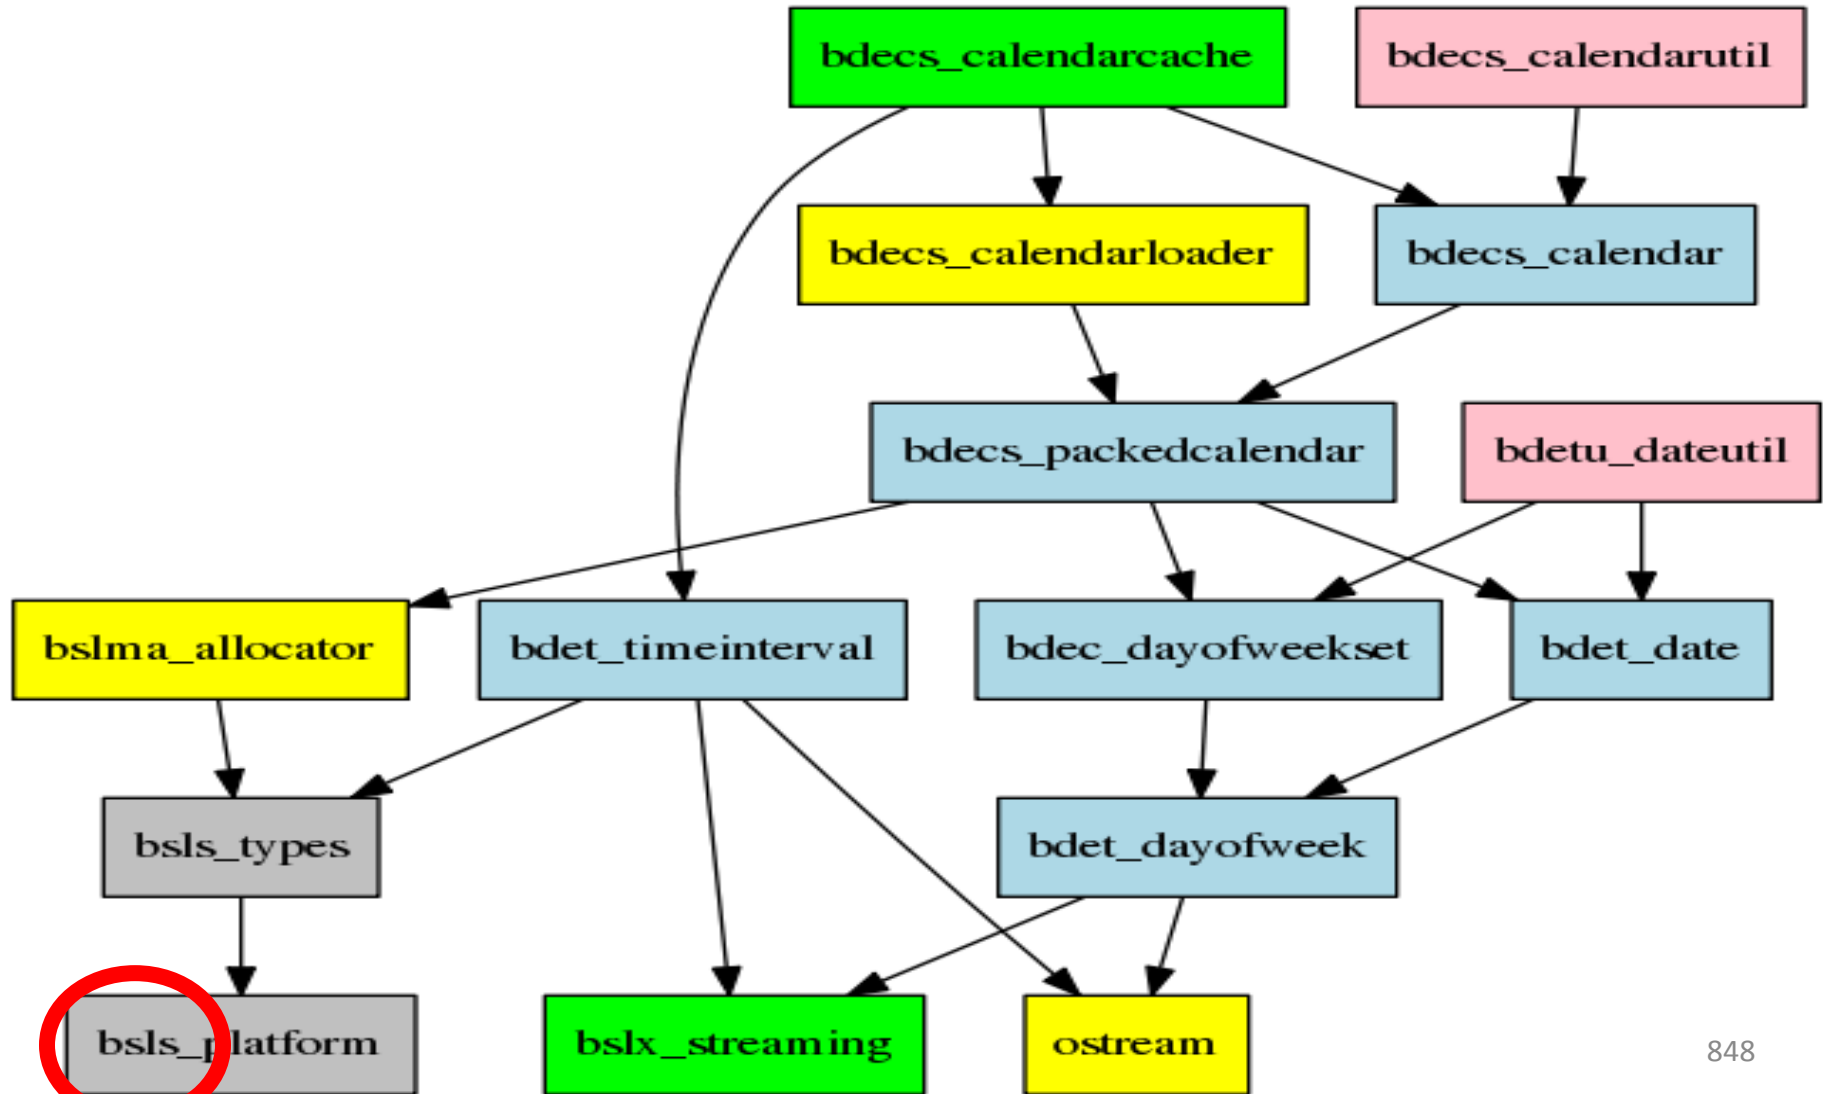 bdecs_calendarcache
bdecs_calendarutil
bdecs_calendarloader
bdecs_calendar
bdecs_packedcalendar
bdetu_dateutil
bslma_allocator
bdet_timeinterval
bdec_dayofweekset
bdet_date
bsls_types
bdet_dayofweek
bsls_platform
bslx_streaming
ostream
848